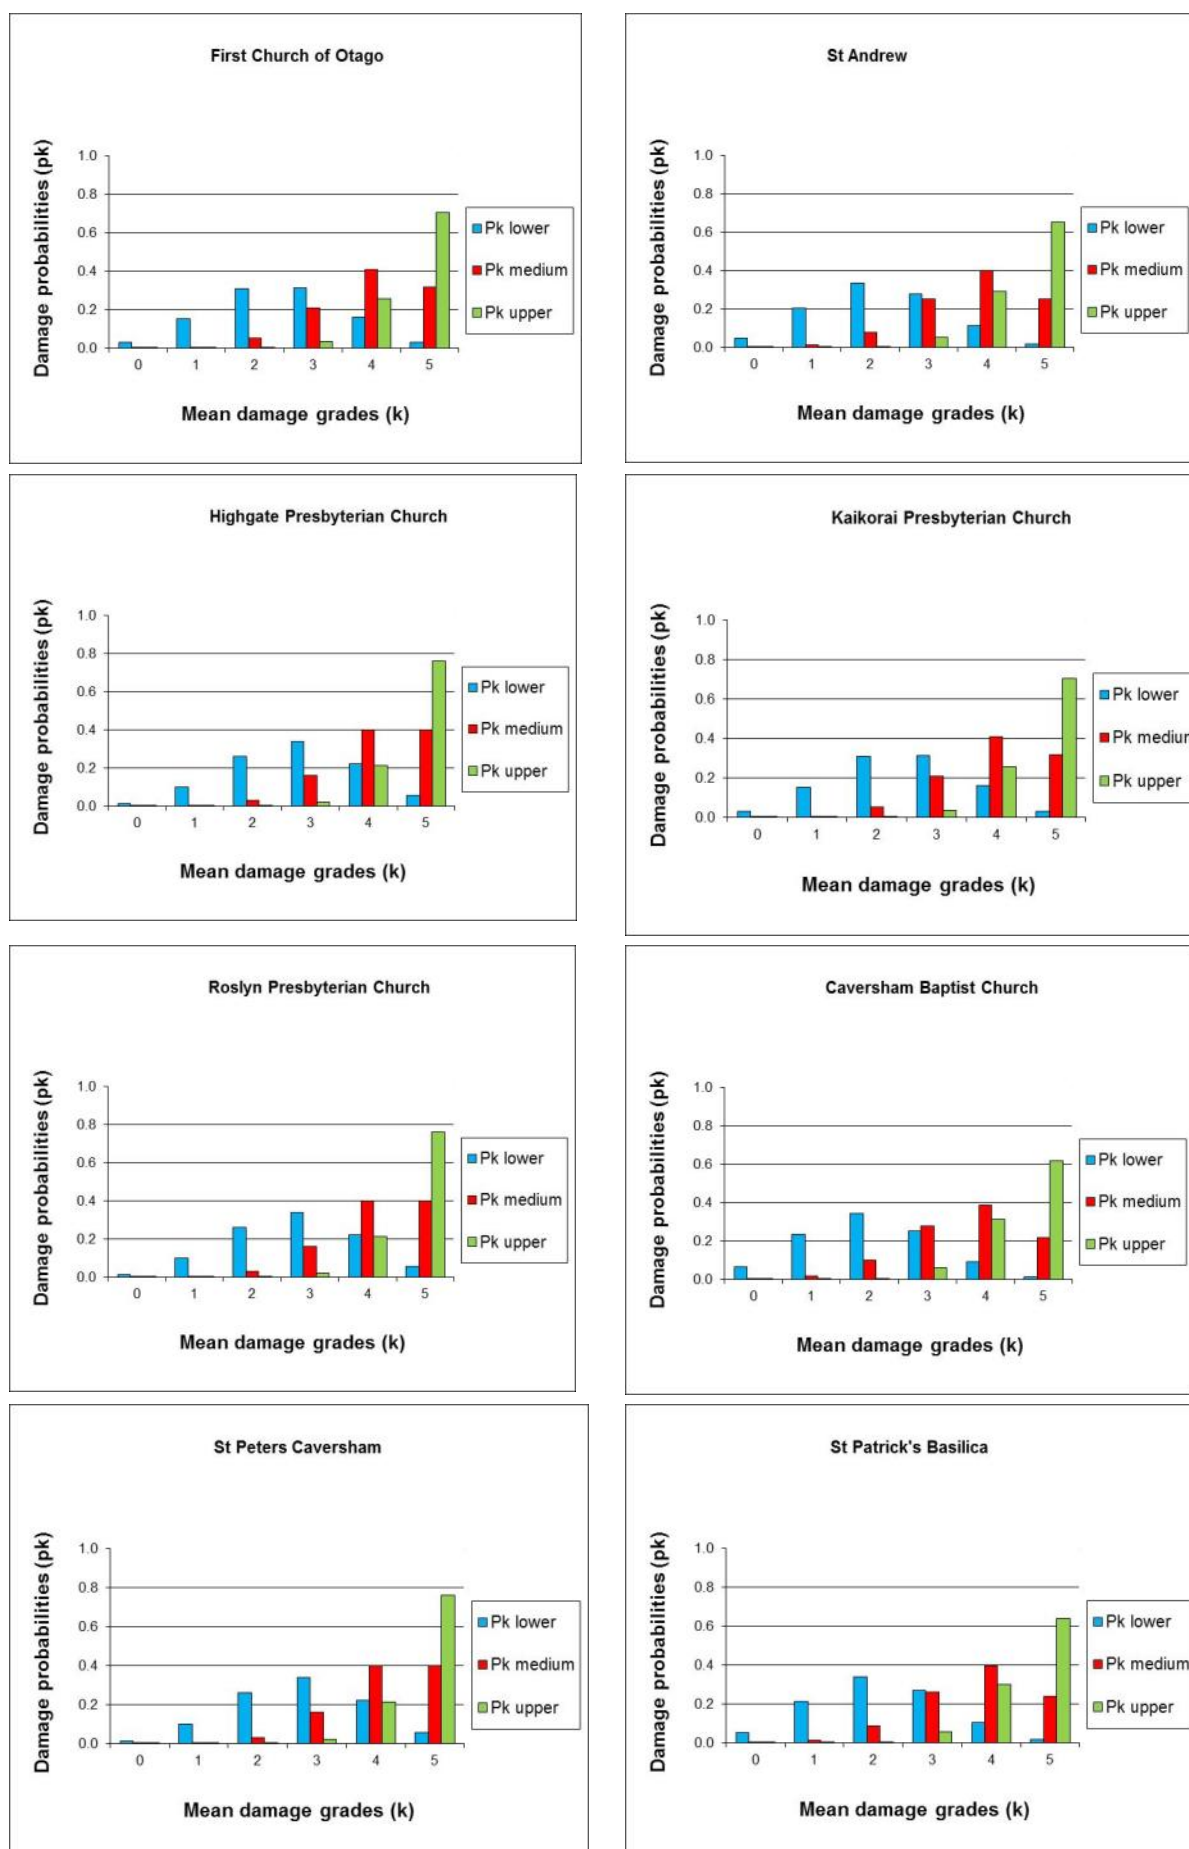 First Church of Otago
Damage probabilities (pk)
1.0
0.8
0.6
0.4
0.2
0.0
0 1 2 3 4 5
Mean damage grades (k)
Pk lower
Pk medium
Pk upper
St Andrew
Damage probabilities (pk)
1.0
0.8
0.6
0.4
0.2
0.0
0 1 2 3 4 5
Mean damage grades (k)
Pk lower
Pk medium
Pk upper
Highgate Presbyterian Church
Damage probabilities (pk)
1.0
0.8
0.6
0.4
0.2
0.0
0 1 2 3 4 5
Mean damage grades (k)
Pk lower
Pk medium
Pk upper
Kaikorai Presbyterian Church
Damage probabilities (pk)
1.0
0.8
0.6
0.4
0.2
0.0
0 1 2 3 4 5
Mean damage grades (k)
Pk lower
Pk medium
Pk upper
Roslyn Presbyterian Church
Damage probabilities (pk)
1.0
0.8
0.6
0.4
0.2
0.0
0 1 2 3 4 5
Mean damage grades (k)
Pk lower
Pk medium
Pk upper
Caversham Baptist Church
Damage probabilities (pk)
1.0
0.8
0.6
0.4
0.2
0.0
0 1 2 3 4 5
Mean damage grades (k)
Pk lower
Pk medium
Pk upper
St Peters Caversham
Damage probabilities (pk)
1.0
0.8
0.6
0.4
0.2
0.0
0 1 2 3 4 5
Mean damage grades (k)
Pk lower
Pk medium
Pk upper
St Patrick's Basilica
Damage probabilities (pk)
1.0
0.8
0.6
0.4
0.2
0.0
0 1 2 3 4 5
Mean damage grades (k)
Pk lower
Pk medium
Pk upper